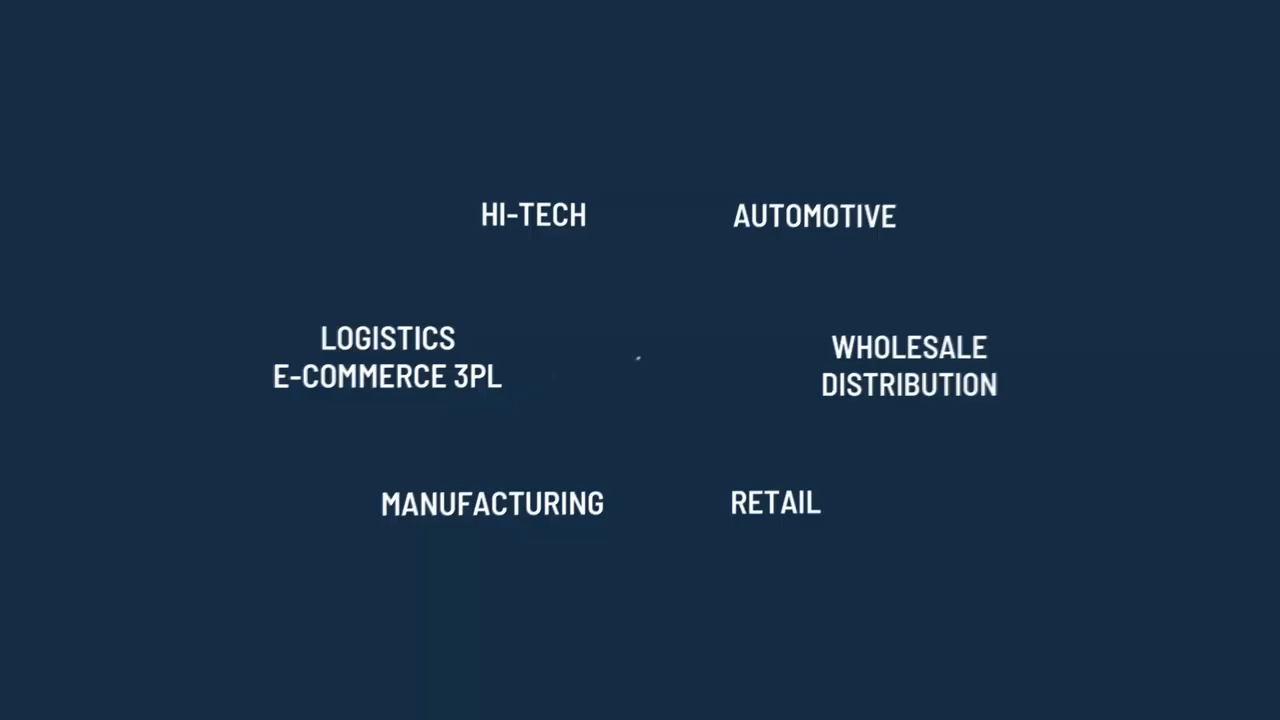 HI-TECH
AUTOMOTIVE
LOGISTICS
E-COMMERCE 3PL
WHOLESALE
DISTRIBUTION
MANUFACTURING
RETAIL